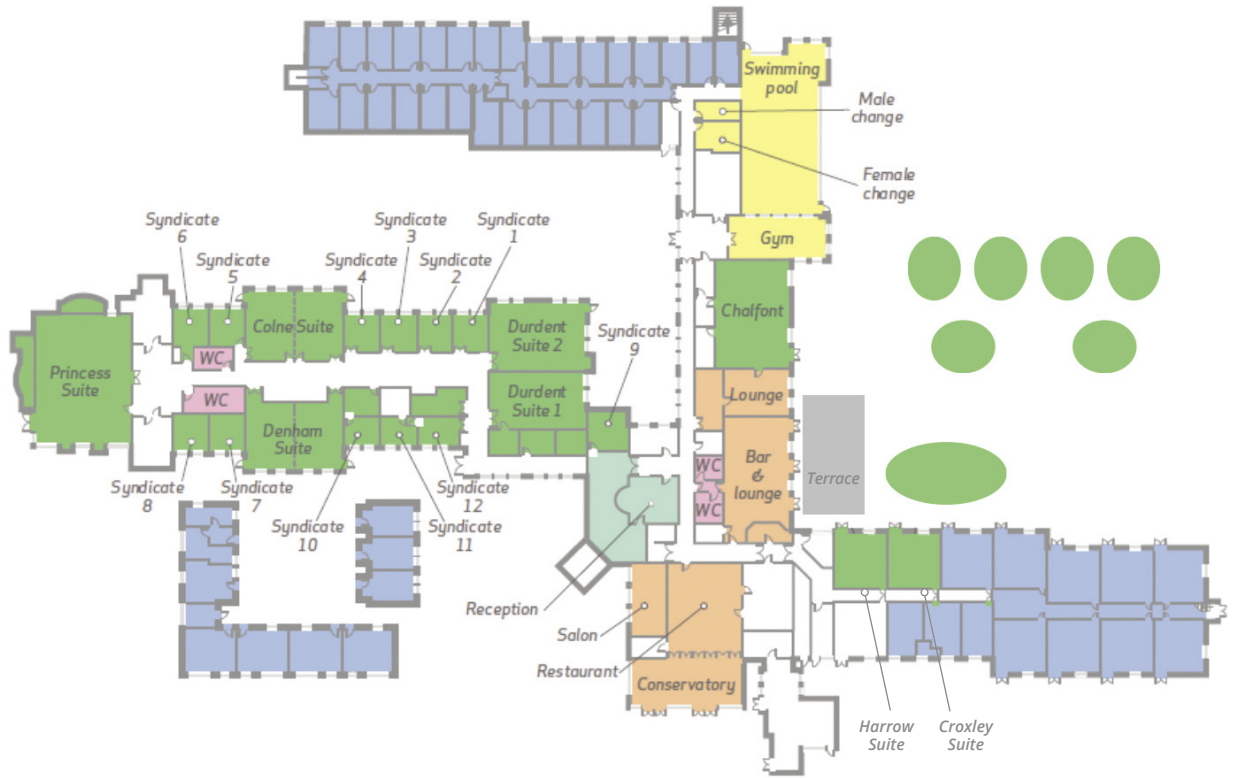 Swimming
pool
Male
change
Female
change
Gym
Syndicate
6
Syndicate
5
Syndicate
3
Syndicate
4
Syndicate
2
Syndicate
1
Colne Suite
Durdent
Suite 2
Syndicate
9
Chalfont
Princess
Suite
WC
WC
Durdent
Suite 1
Lounge
Denham
Suite
Bar
&
lounge
WC
WC
Terrace
Syndicate
8
Syndicate
7
Syndicate
10
Syndicate
11
Syndicate
12
Reception
Salon
Restaurant
Conservatory
Harrow
Suite
Croxley
Suite